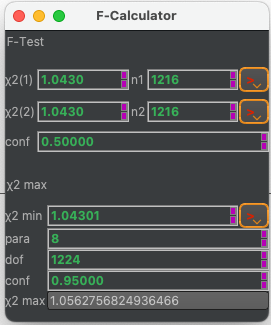 F-Calculator
F-Test
χ2(1) 1.0430 n1 1216
χ2(2) 1.0430 n2 1216
conf 0.50000
χ2 max
χ2 min 1.04301
para 8
dof 1224
conf 0.95000
χ2 max 1.0562756824936466